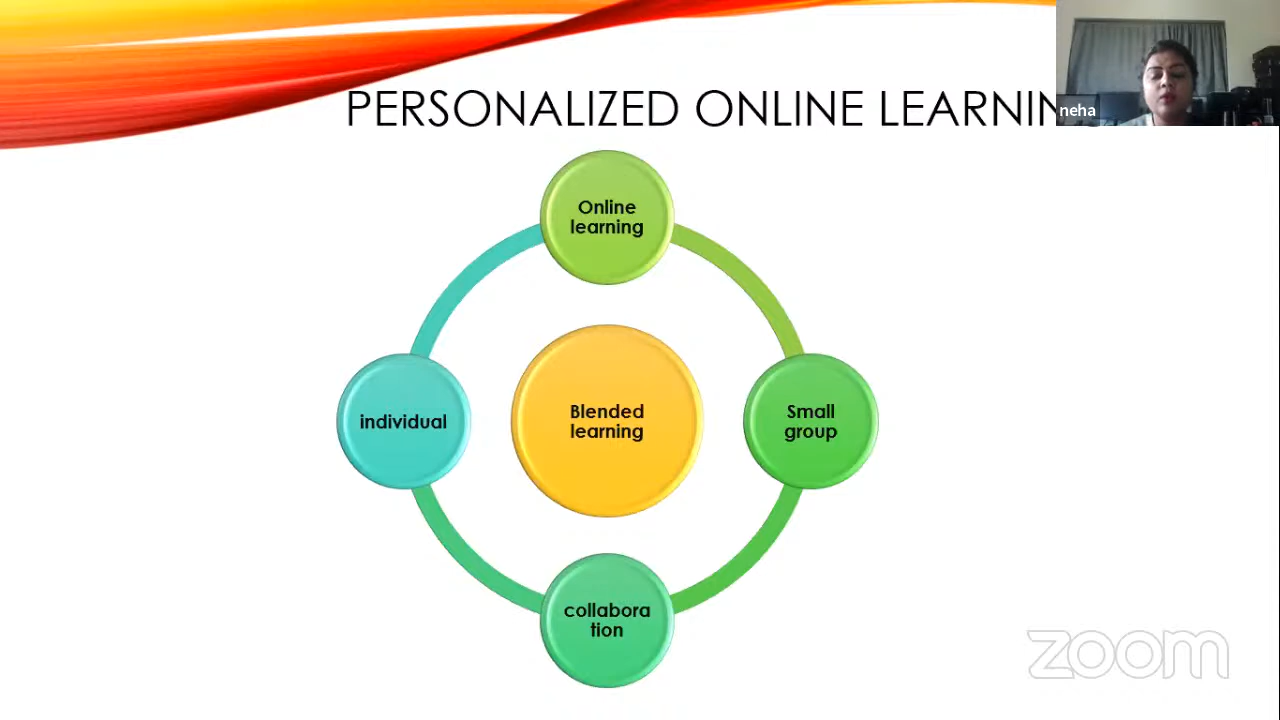 PERSONALIZED ONLINE LEARNIN
neha
Online
learning
individual
Blended
learning
Small
group
collabora
tion
zoom